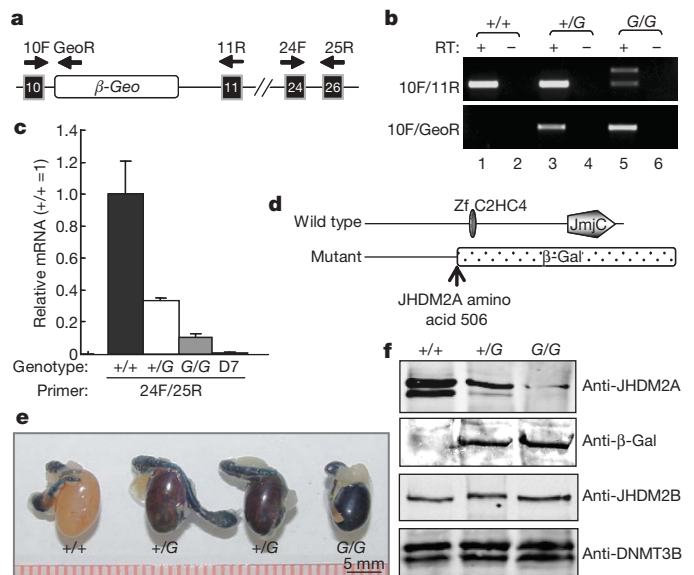 a
10F GeoR 11R 24F 25R
10 β-Geo 11 24 26
b
+/+ +/G G/G
RT: + − + − + −
10F/11R
10F/GeoR
1 2 3 4 5 6
c
Relative mRNA (+/+ =1)
1.4
1.2
1.0
0.8
0.6
0.4
0.2
0
Genotype: +/+ +/G G/G D7
Primer: 24F/25R
d
Zf C2HC4
Wild type JmjC
Mutant β-Gal
JHDM2A amino
acid 506
e
+/+ +/G +/G G/G
5 mm
f
+/+ +/G G/G
Anti-JHDM2A
Anti-β-Gal
Anti-JHDM2B
Anti-DNMT3B